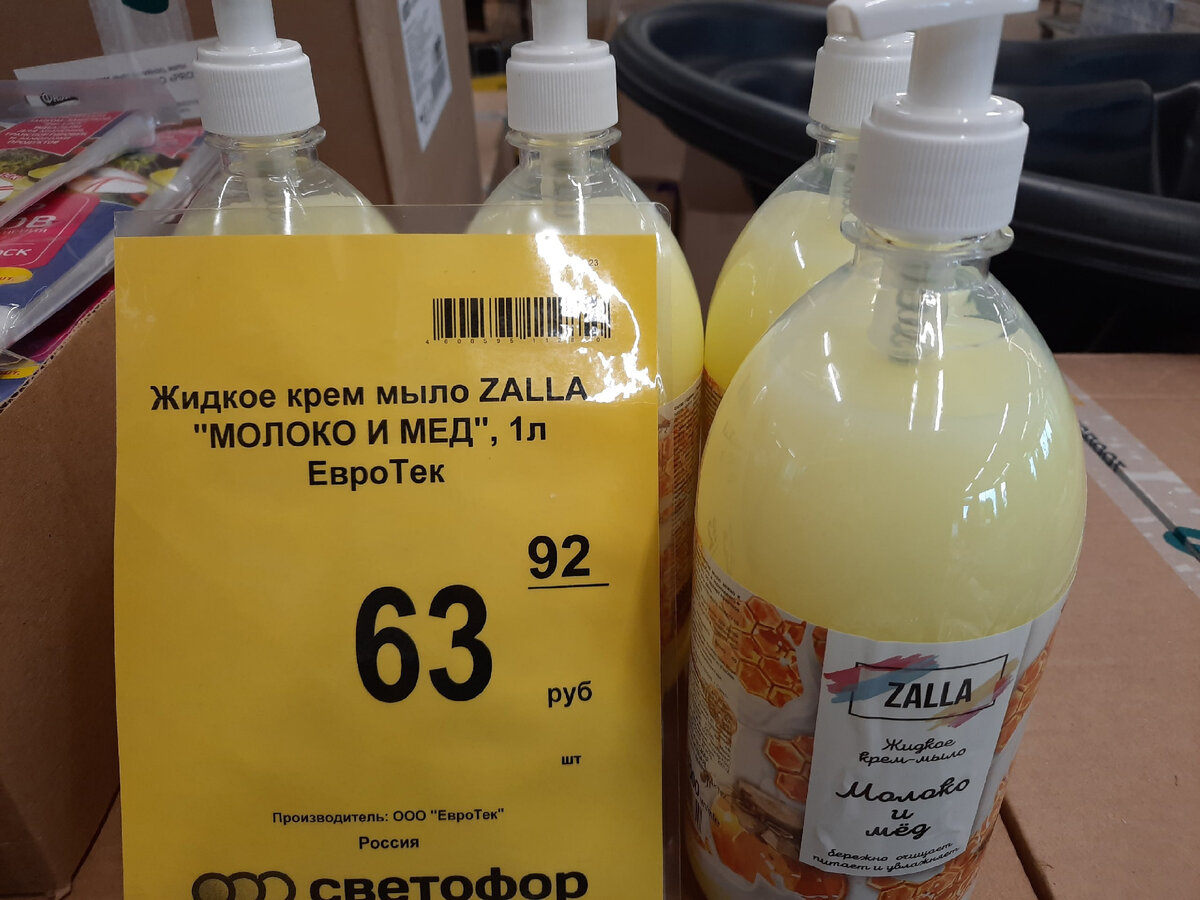 Жидкое крем мыло ZALLA
"МОЛОКО И МЕД", 1л
ЕвроТек
92
63
руб
шт
Производитель: ООО "ЕвроТек"
Россия
светофор
ZALLA
Жидкое
крем-мыло
Молоко
и
мёд
бережно очищает
питает и увлажняет